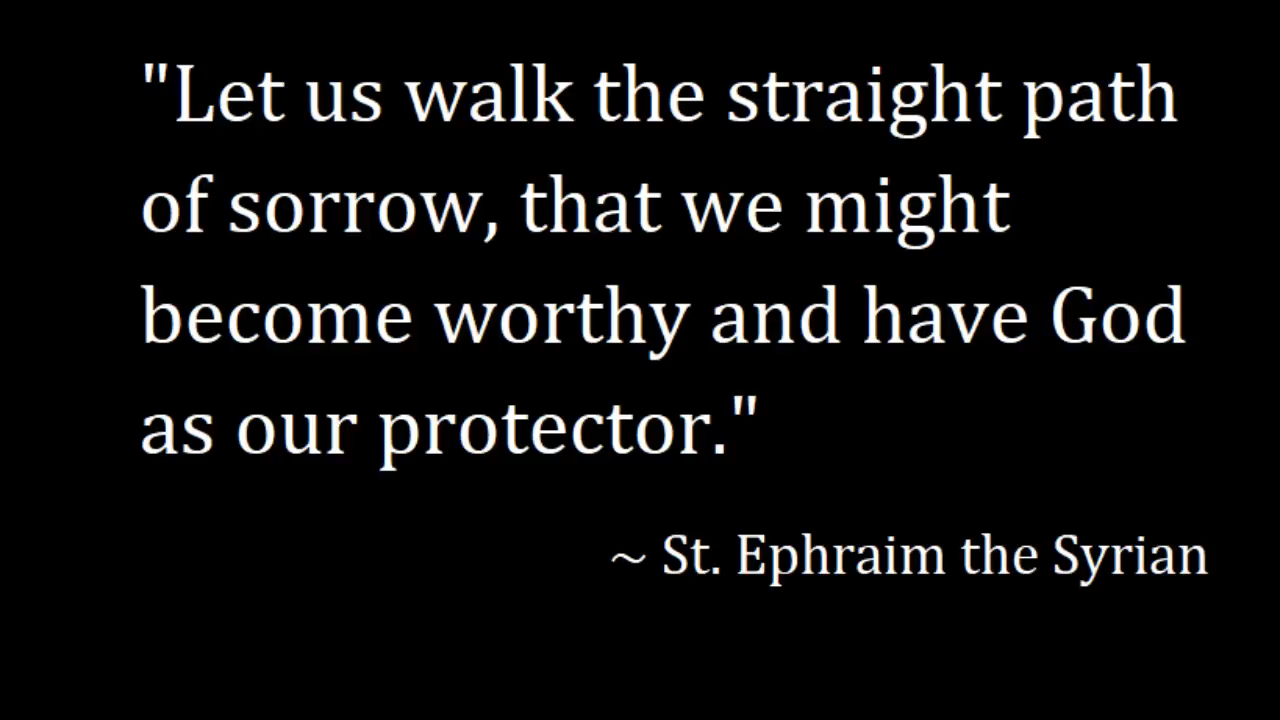 "Let us walk the straight path
of sorrow, that we might
become worthy and have God
as our protector."
~ St. Ephraim the Syrian